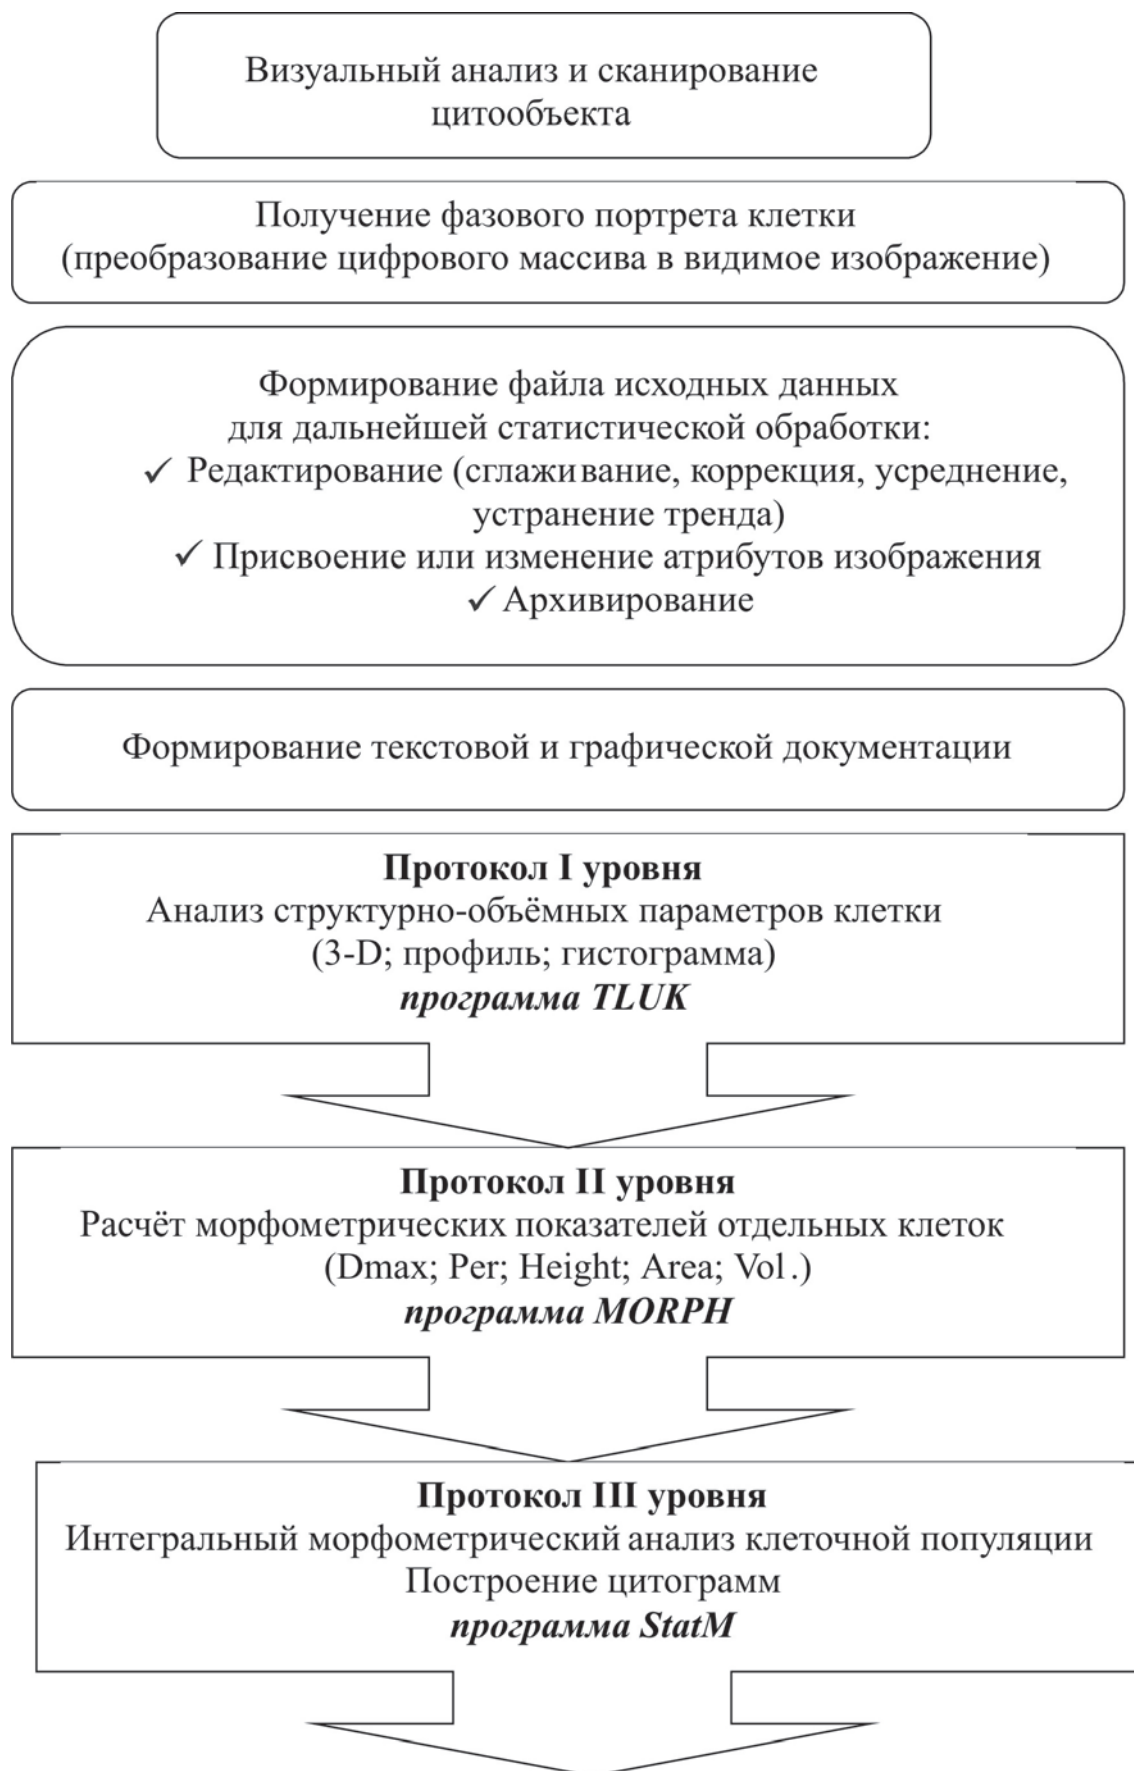 Визуальный анализ и сканирование
цитообъекта
Получение фазового портрета клетки
(преобразование цифрового массива в видимое изображение)
Формирование файла исходных данных
для дальнейшей статистической обработки:
✓ Редактирование (сглаживание, коррекция, усреднение,
устранение тренда)
✓ Присвоение или изменение атрибутов изображения
✓ Архивирование
Формирование текстовой и графической документации
Протокол I уровня
Анализ структурно-объёмных параметров клетки
(3-D; профиль; гистограмма)
программа TLUK
Протокол II уровня
Расчёт морфометрических показателей отдельных клеток
(Dmax; Per; Height; Area; Vol.)
программа MORPH
Протокол III уровня
Интегральный морфометрический анализ клеточной популяции
Построение цитограмм
программа StatM